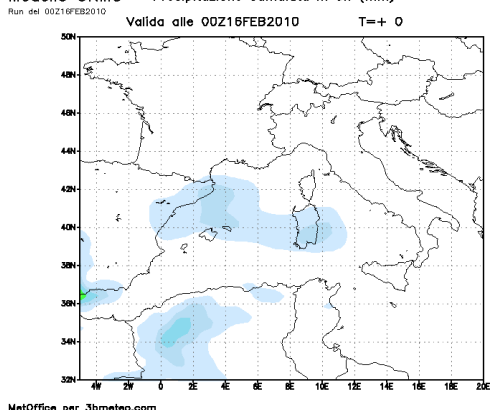 Run del 00Z16FEB2010
Valida alle 00Z16FEB2010 T=+ 0
50N
48N
46N
44N
42N
40N
38N
36N
34N
32N
4W 2W 0 2E 4E 6E 8E 10E 12E 14E 16E 18E 20E
MetOffice per 3bmeteo.com